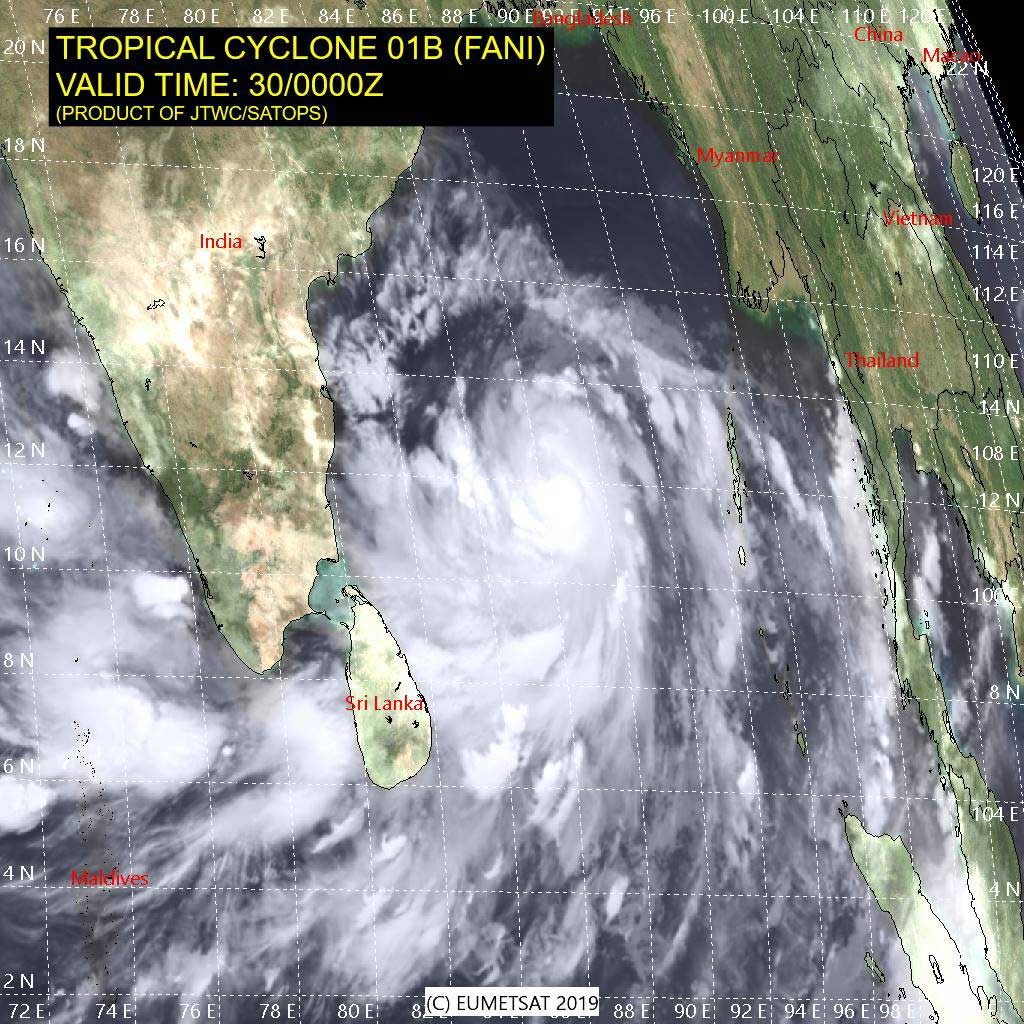 76 E 78 E 80 E 82 E 84 E 86 E 88 E 90 E Bangladesh 96 E 100 E 104 E 110 E 120 E
China
Macau
22 N
20 N
TROPICAL CYCLONE 01B (FANI)
VALID TIME: 30/0000Z
(PRODUCT OF JTWC/SATOPS)
18 N
Myanmar
120 E
116 E
Vietnam
India
16 N
114 E
112 E
14 N
Thailand
110 E
14 N
12 N
108 E
12 N
10 N
8 N
8 N
Sri Lanka
6 N
104 E
4 N
Maldives
4 N
2 N
(C) EUMETSAT 2019
72 E 74 E 76 E 78 E 80 E 88 E 90 E 92 E 94 E 96 E 98 E